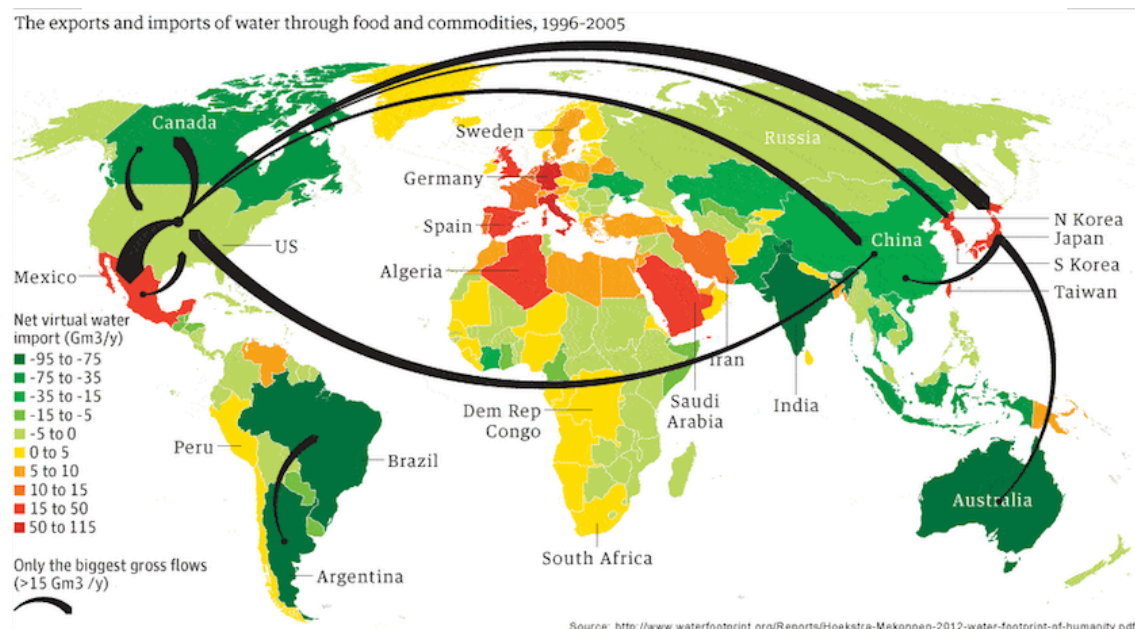 The exports and imports of water through food and commodities, 1996-2005
Canada
Sweden
Russia
Germany
Spain
US
China
N Korea
Japan
S Korea
Taiwan
Mexico
Algeria
Iran
Saudi
Arabia
India
Dem Rep
Congo
Peru
Brazil
Australia
South Africa
Argentina
Net virtual water
import (Gm3/y)
-95 to -75
-75 to -35
-35 to -15
-15 to -5
-5 to 0
0 to 5
5 to 10
10 to 15
15 to 50
50 to 115
Only the biggest gross flows
(>15 Gm3 /y)
Source: http://www.waterfootprint.org/Reports/Hoekstra-Mekonnen-2012-water-footprint-of-humanity.pdf